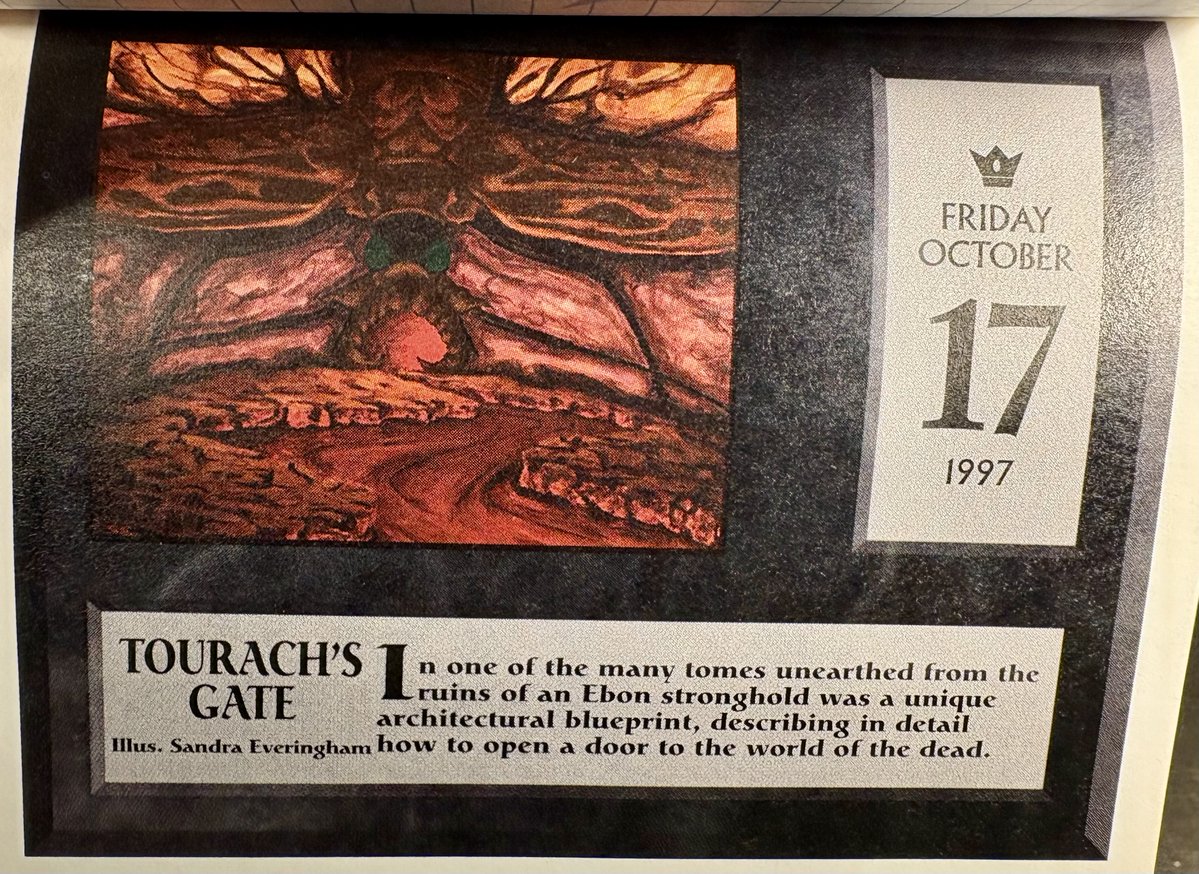 FRIDAY
OCTOBER
17
1997
TOURACH'S
GATE
Illus. Sandra Everingham
In one of the many tomes unearthed from the
ruins of an Ebon stronghold was a unique
architectural blueprint, describing in detail
how to open a door to the world of the dead.